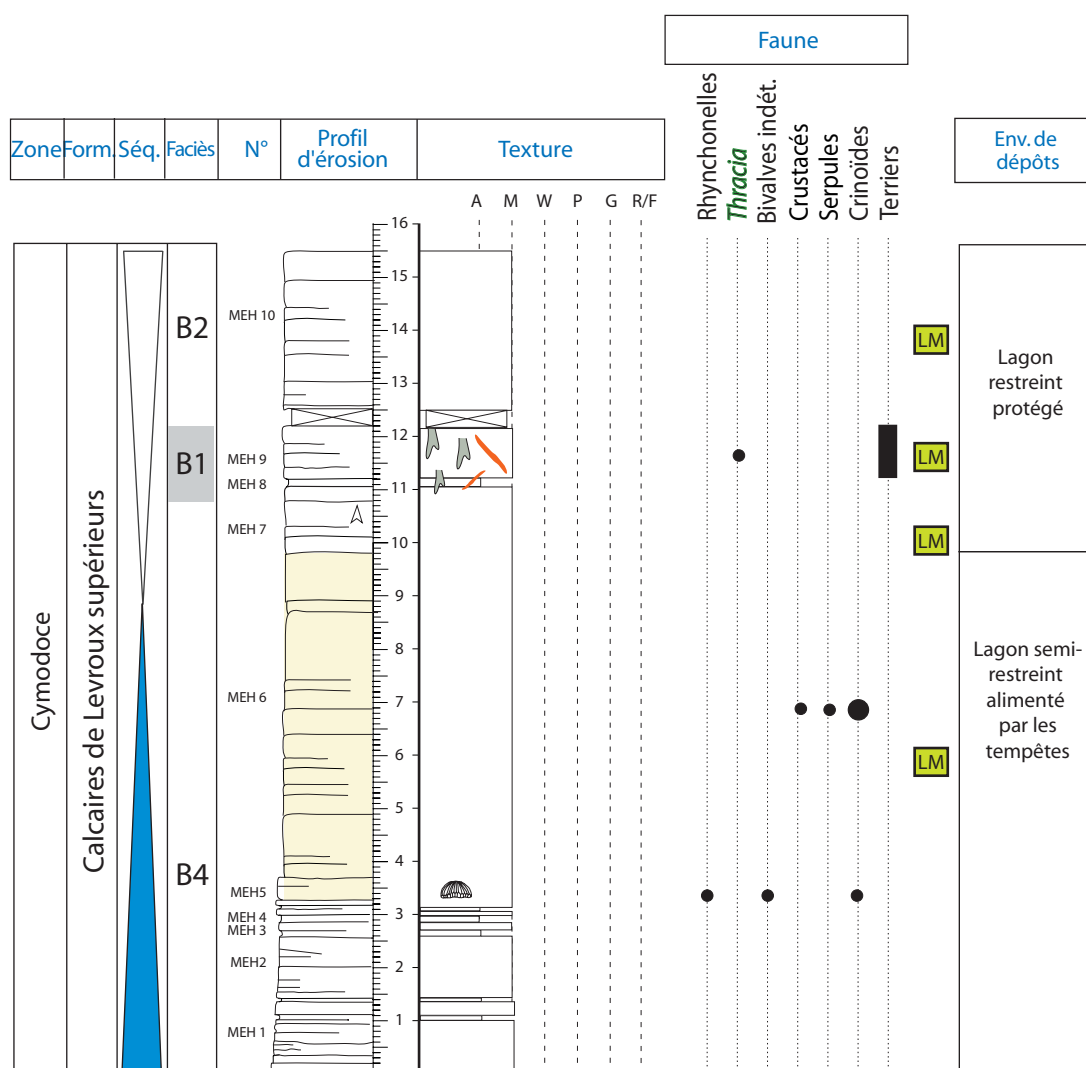 Faune
Rhynchonelles
Thracia
Bivalves indét.
Crustacés
Serpules
Crinoïdes
Terriers
Zone
Form.
Séq.
Faciès
N°
Profil
d'érosion
Texture
Env. de
dépôts
A M W P G R/F
16
15
14
13
12
11
10
9
8
7
6
5
4
3
2
1
Cymodoce
Calcaires de Levroux supérieurs
B2
B1
B4
MEH 10
MEH 9
MEH 8
MEH 7
MEH 6
MEH5
MEH 4
MEH 3
MEH2
MEH 1
LM
LM
LM
LM
Lagon
restreint
protégé
Lagon semi-
restreint
alimenté
par les
tempêtes